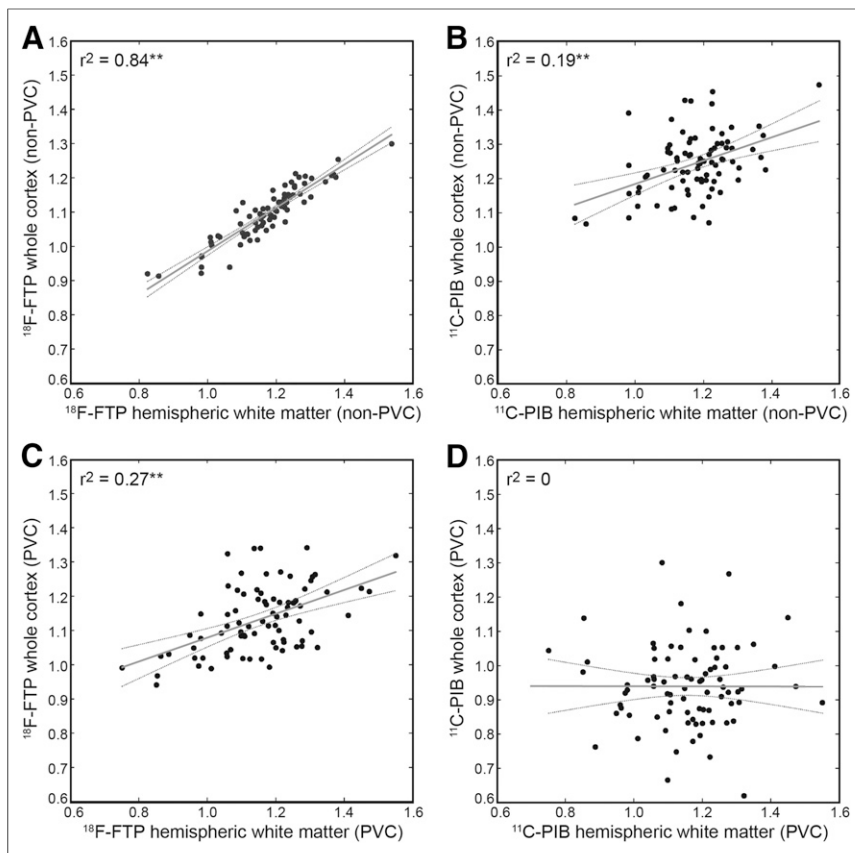 A
r² = 0.84**
1.6
1.5
1.4
1.3
1.2
1.1
1.0
0.9
0.8
0.7
0.6
¹⁸F-FTP whole cortex (non-PVC)
0.8 1.0 1.2 1.4 1.6
¹⁸F-FTP hemispheric white matter (non-PVC)
B
r² = 0.19**
1.6
1.5
1.4
1.3
1.2
1.1
1.0
0.9
0.8
0.7
0.6
¹¹C-PIB whole cortex (non-PVC)
0.8 1.0 1.2 1.4 1.6
¹¹C-PIB hemispheric white matter (non-PVC)
C
r² = 0.27**
1.6
1.5
1.4
1.3
1.2
1.1
1.0
0.9
0.8
0.7
0.6
¹⁸F-FTP whole cortex (PVC)
0.6 0.8 1.0 1.2 1.4 1.6
¹⁸F-FTP hemispheric white matter (PVC)
D
r² = 0
1.6
1.5
1.4
1.3
1.2
1.1
1.0
0.9
0.8
0.7
0.6
¹¹C-PIB whole cortex (PVC)
0.6 0.8 1.0 1.2 1.4 1.6
¹¹C-PIB hemispheric white matter (PVC)